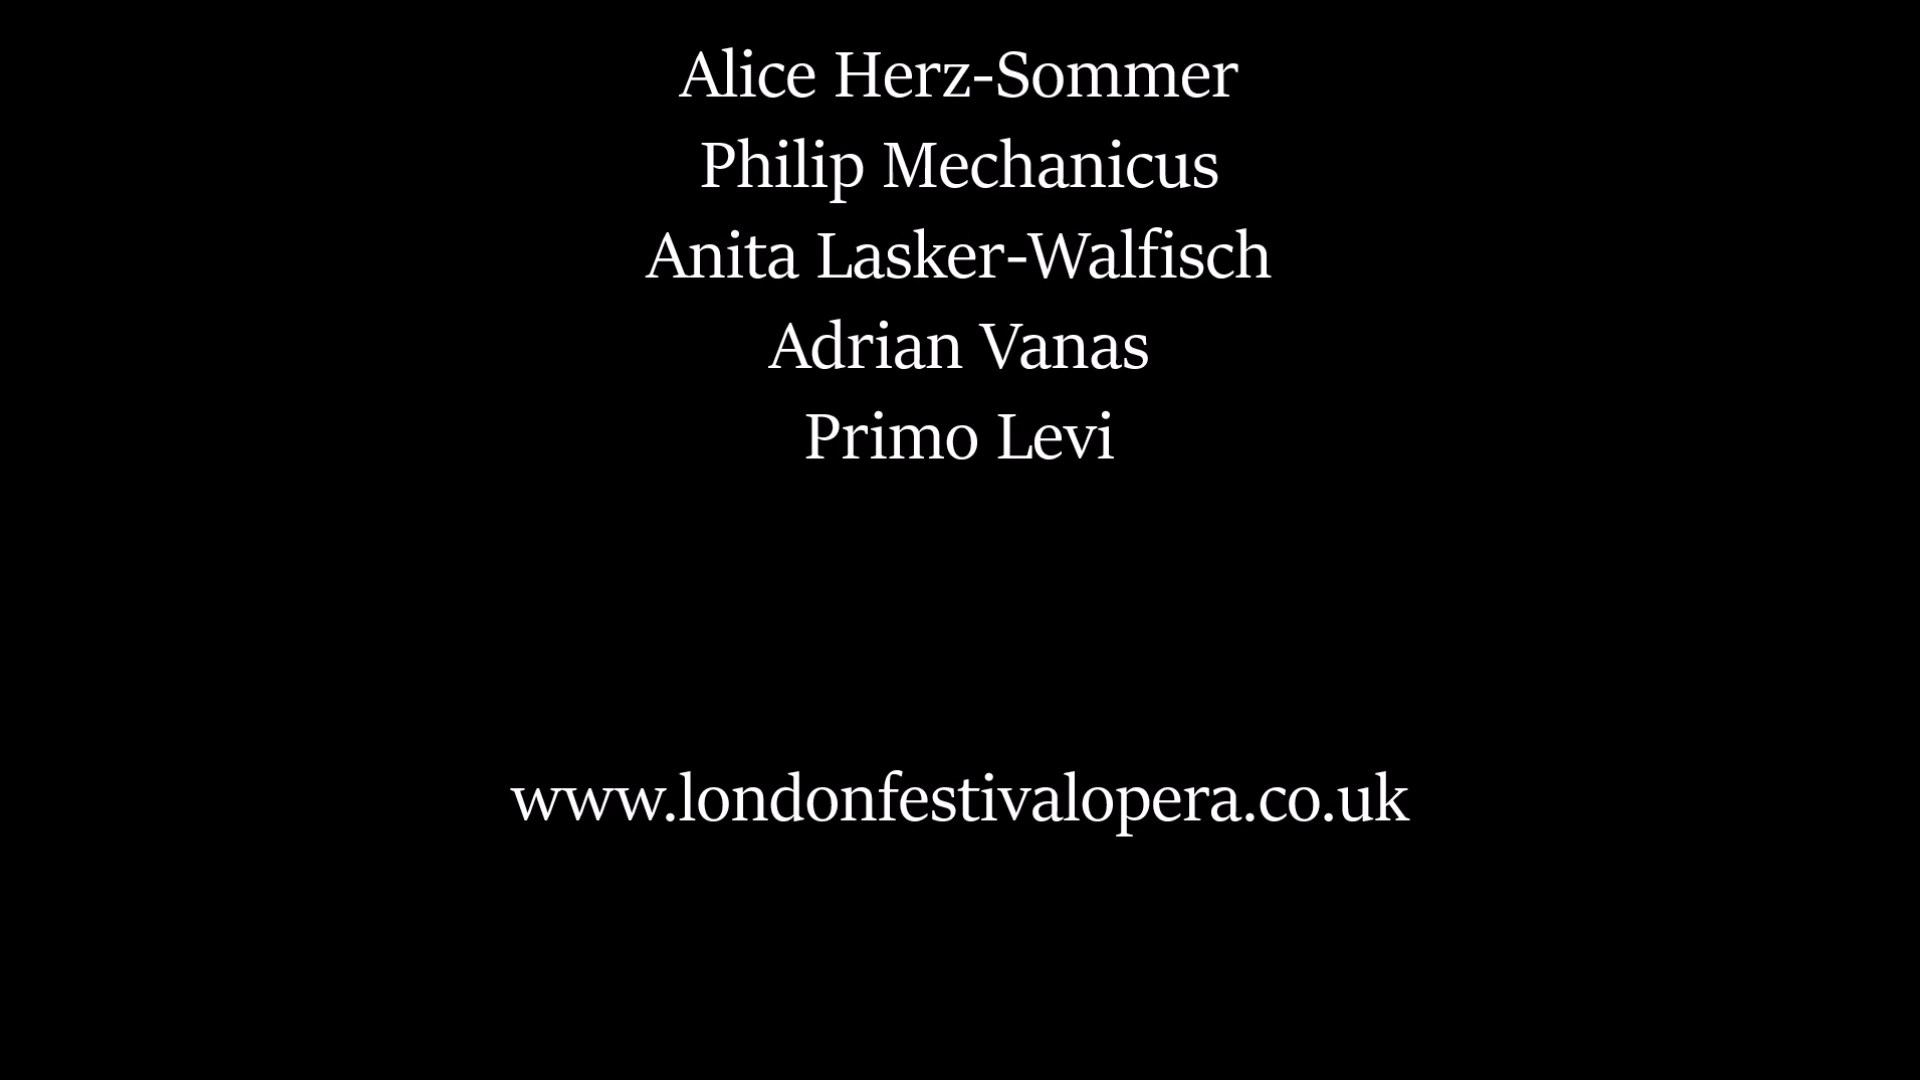 Alice Herz-Sommer
Philip Mechanicus
Anita Lasker-Walfisch
Adrian Vanas
Primo Levi
www.londonfestivalopera.co.uk